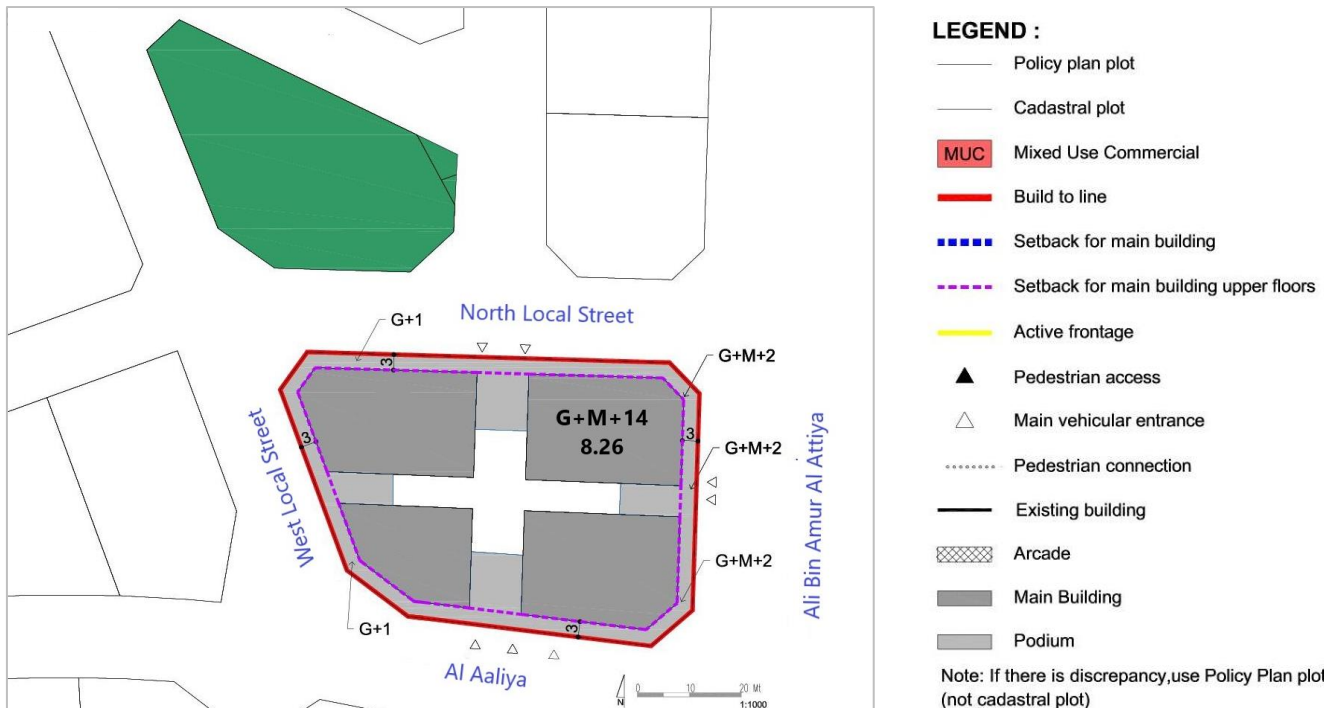 North Local Street
G+1
3
G+M+2
G+M+14
8.26
3
3
G+M+2
West Local Street
Ali Bin Amur Al Attiya
G+M+2
G+1
3
Al Aaliya
N
0 10 20 Mt.
1:1000
LEGEND :
Policy plan plot
Cadastral plot
MUC Mixed Use Commercial
Build to line
Setback for main building
Setback for main building upper floors
Active frontage
Pedestrian access
Main vehicular entrance
Pedestrian connection
Existing building
Arcade
Main Building
Podium
Note: If there is discrepancy,use Policy Plan plot
(not cadastral plot)